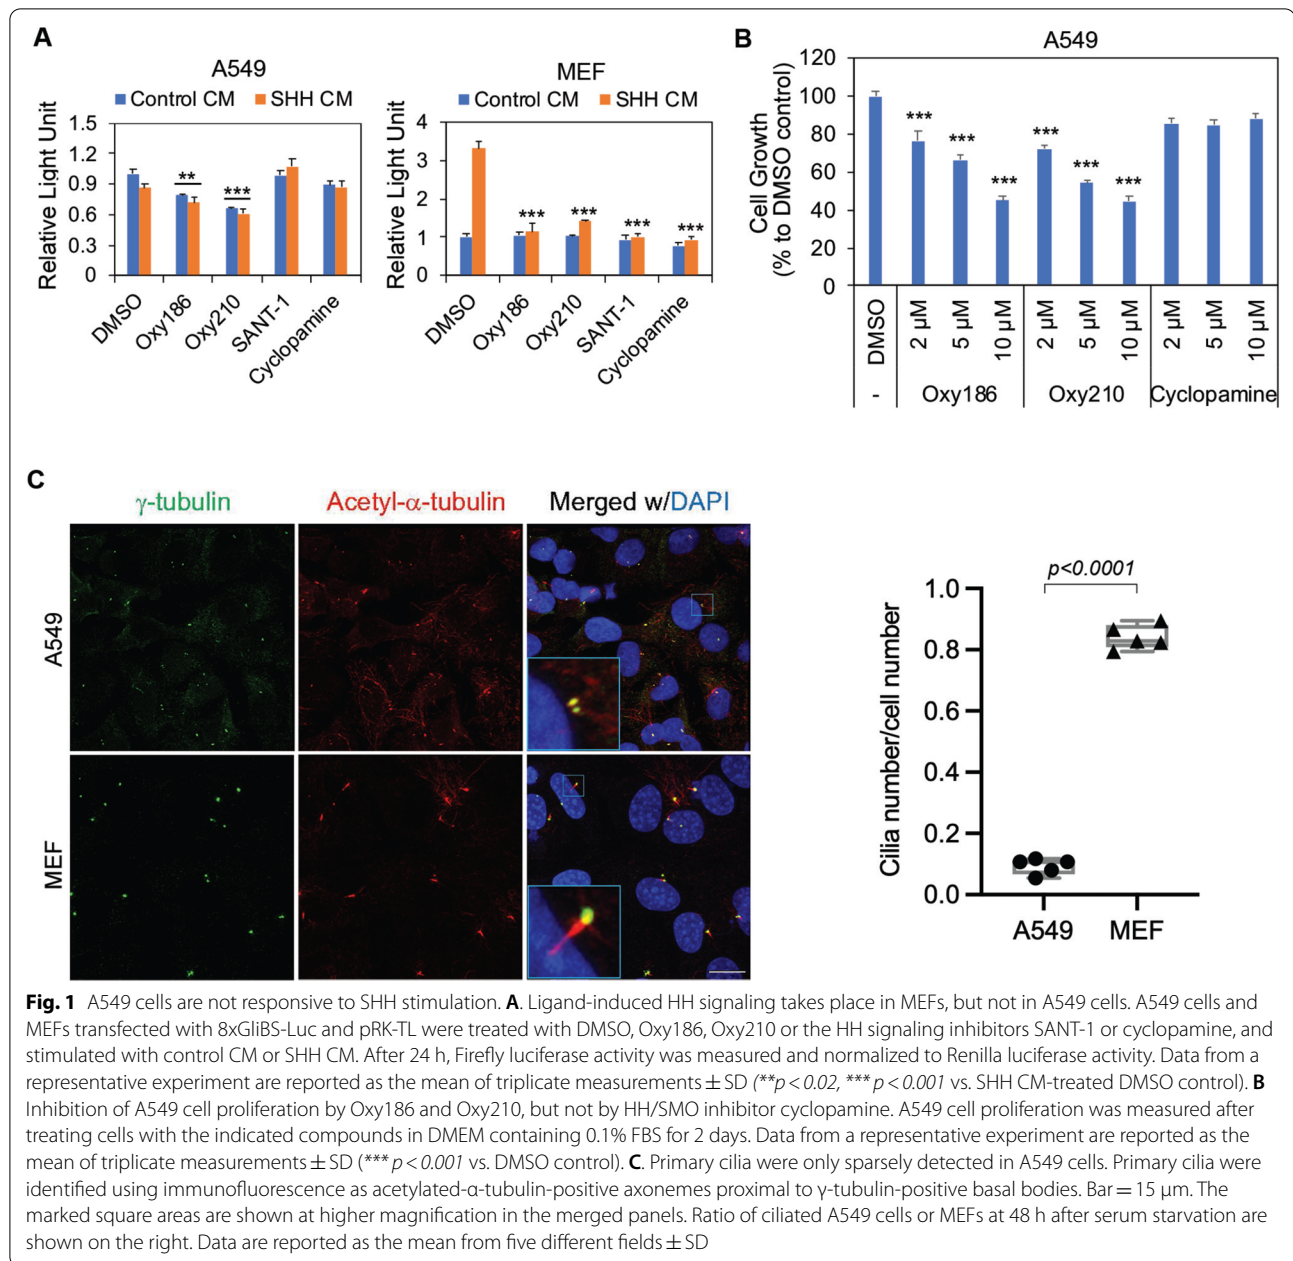 A
A549
Control CM
SHH CM
Relative Light Unit
1.5
1.2
0.9
0.6
0.3
0
**
***
DMSO
Oxy186
Oxy210
SANT-1
Cyclopamine
MEF
Control CM
SHH CM
Relative Light Unit
4
3
2
1
0
***
***
***
***
DMSO
Oxy186
Oxy210
SANT-1
Cyclopamine
B
A549
Cell Growth
(% to DMSO control)
120
100
80
60
40
20
0
***
***
***
***
***
***
DMSO
2 μM
5 μM
10 μM
2 μM
5 μM
10 μM
2 μM
5 μM
10 μM
-
Oxy186
Oxy210
Cyclopamine
C
γ-tubulin
Acetyl-α-tubulin
Merged w/DAPI
A549
MEF
Cilia number/cell number
1.0
0.8
0.6
0.4
0.2
0.0
p<0.0001
A549
MEF
Fig. 1 A549 cells are not responsive to SHH stimulation. A. Ligand-induced HH signaling takes place in MEFs, but not in A549 cells. A549 cells and
MEFs transfected with 8xGliBS-Luc and pRK-TL were treated with DMSO, Oxy186, Oxy210 or the HH signaling inhibitors SANT-1 or cyclopamine, and
stimulated with control CM or SHH CM. After 24 h, Firefly luciferase activity was measured and normalized to Renilla luciferase activity. Data from a
representative experiment are reported as the mean of triplicate measurements ± SD (**p < 0.02, *** p < 0.001 vs. SHH CM-treated DMSO control). B
Inhibition of A549 cell proliferation by Oxy186 and Oxy210, but not by HH/SMO inhibitor cyclopamine. A549 cell proliferation was measured after
treating cells with the indicated compounds in DMEM containing 0.1% FBS for 2 days. Data from a representative experiment are reported as the
mean of triplicate measurements ± SD (*** p < 0.001 vs. DMSO control). C. Primary cilia were only sparsely detected in A549 cells. Primary cilia were
identified using immunofluorescence as acetylated-α-tubulin-positive axonemes proximal to γ-tubulin-positive basal bodies. Bar = 15 μm. The
marked square areas are shown at higher magnification in the merged panels. Ratio of ciliated A549 cells or MEFs at 48 h after serum starvation are
shown on the right. Data are reported as the mean from five different fields ± SD